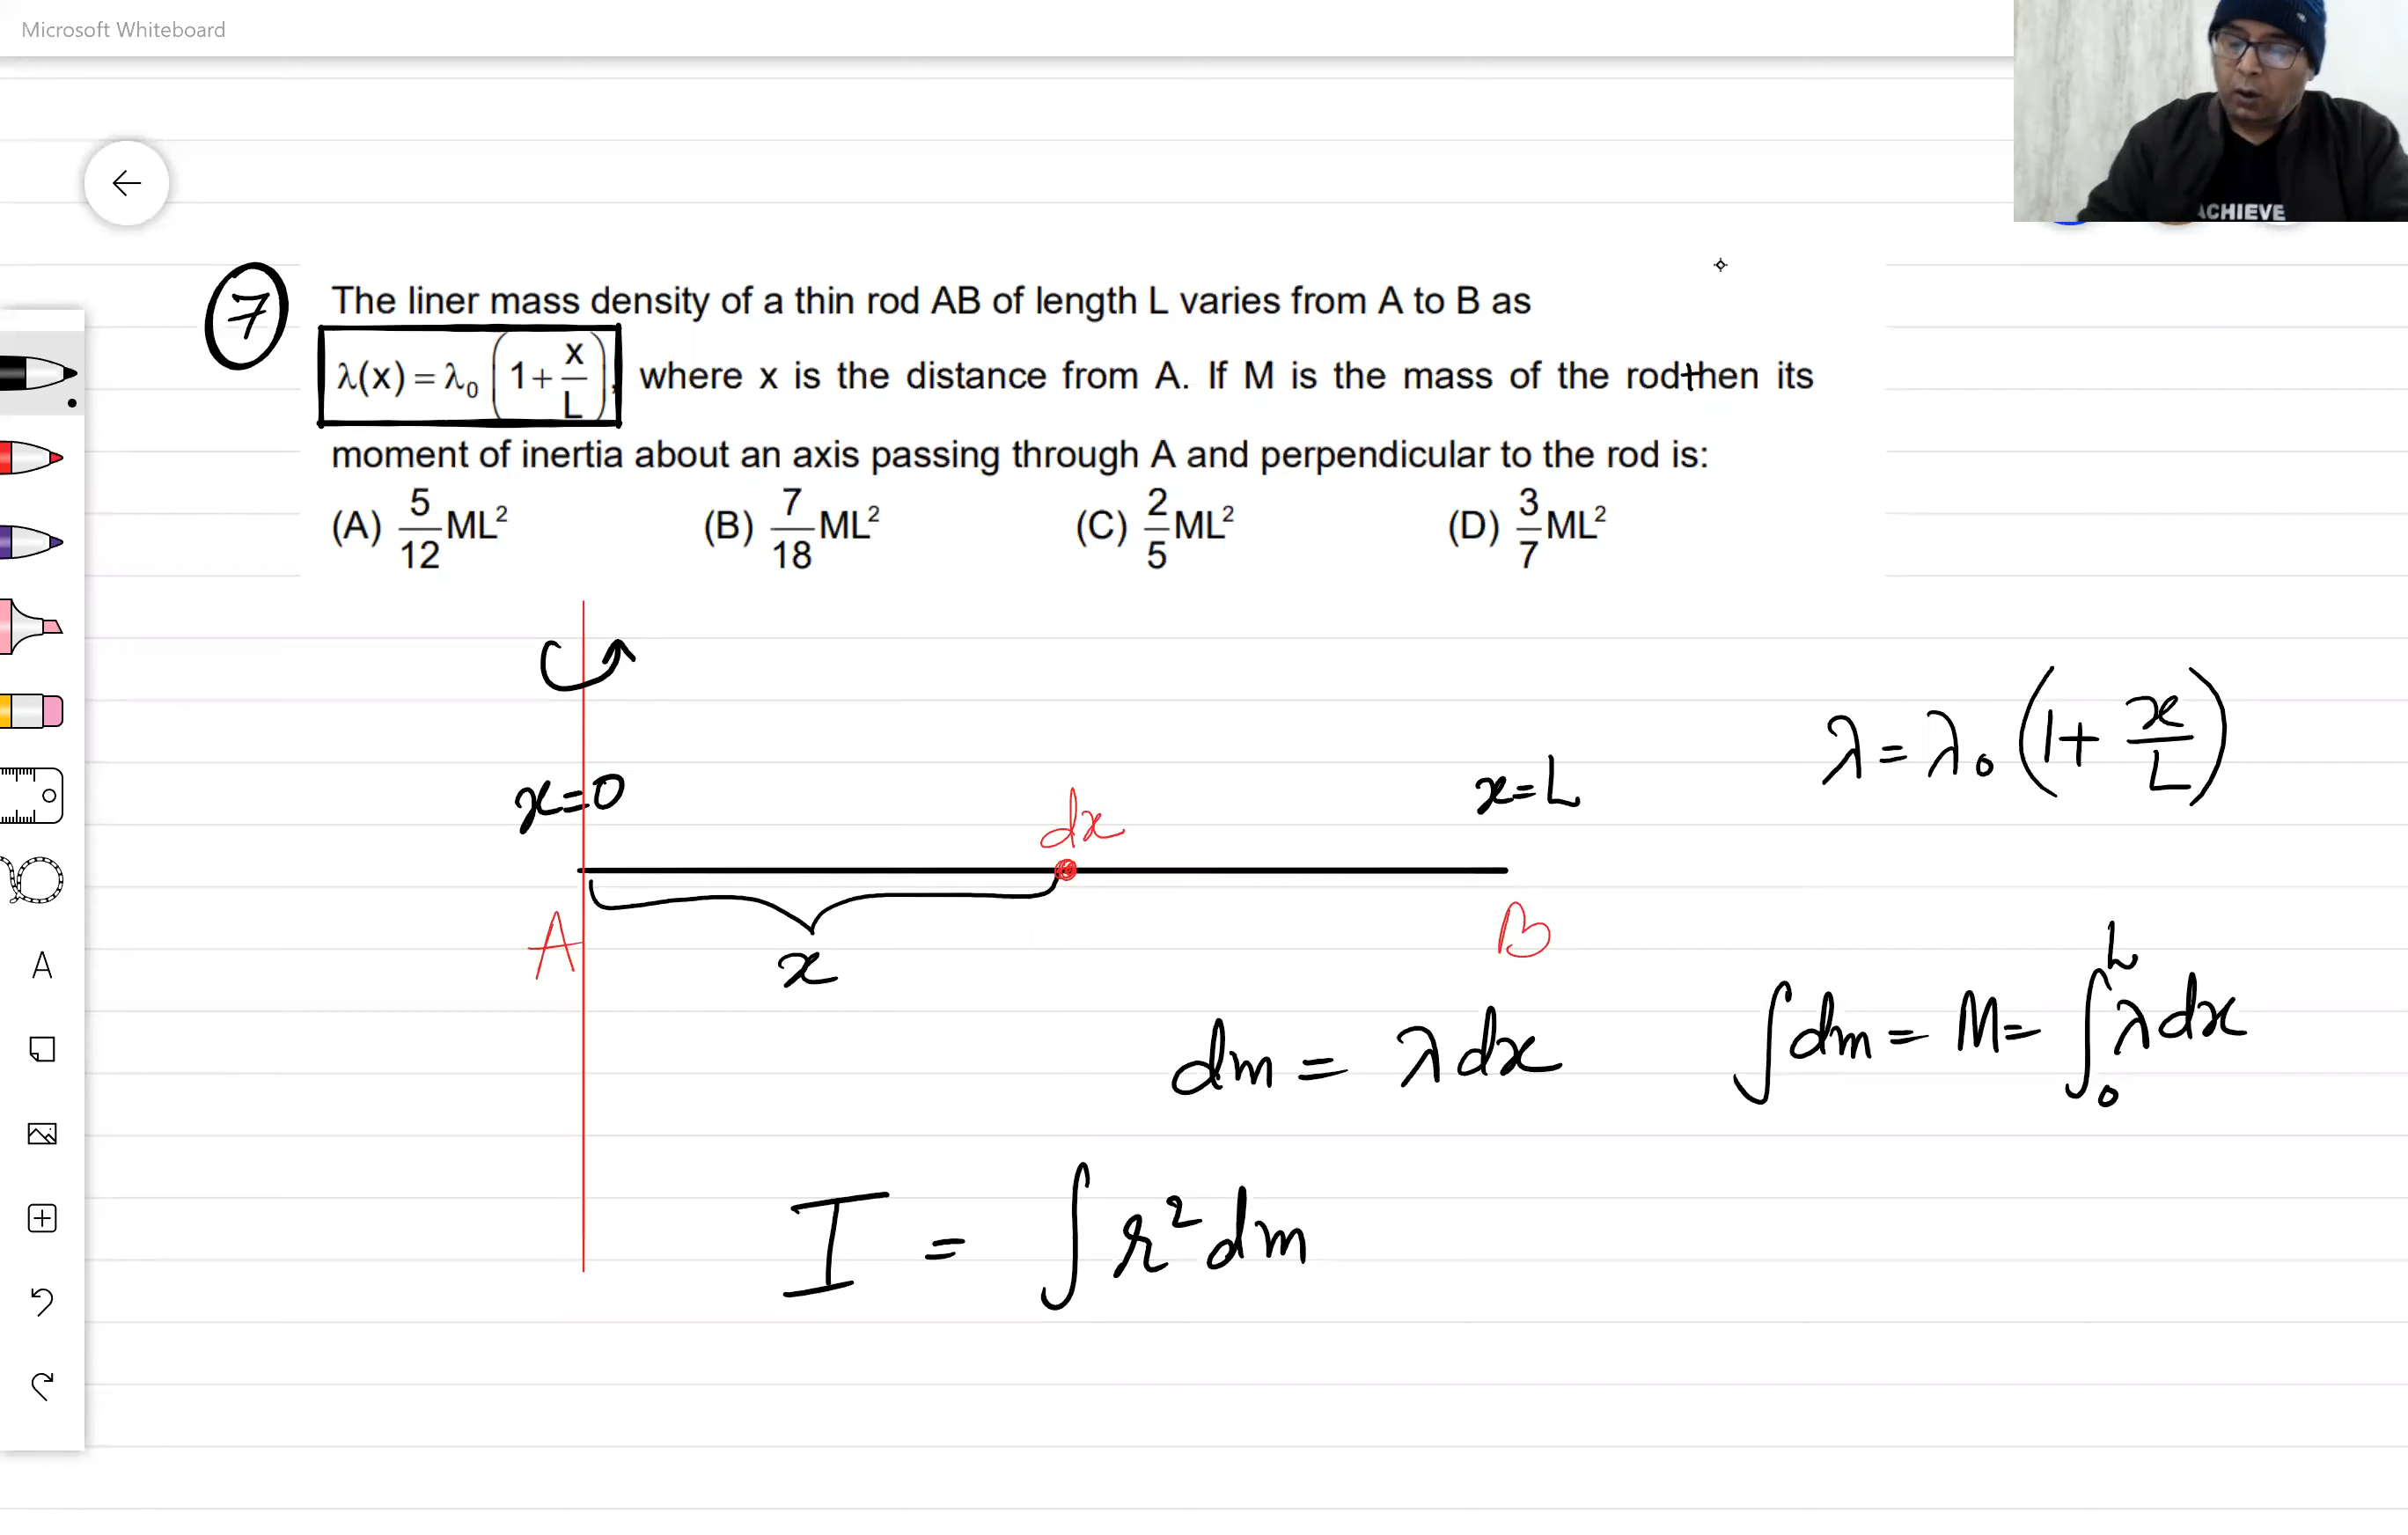 Microsoft Whiteboard
ACHIEVE
7
The liner mass density of a thin rod AB of length L varies from A to B as
λ(x) = λ₀ (1 + x/L), where x is the distance from A. If M is the mass of the rod then its
moment of inertia about an axis passing through A and perpendicular to the rod is:
(A) 5/12 ML² (B) 7/18 ML² (C) 2/5 ML² (D) 3/7 ML²
λ = λ₀ (1 + x/L)
x=0 x=L
dx
A B
x
dm = λ dx
∫dm = M = ∫₀ᴸ λ dx
I = ∫ r² dm
A